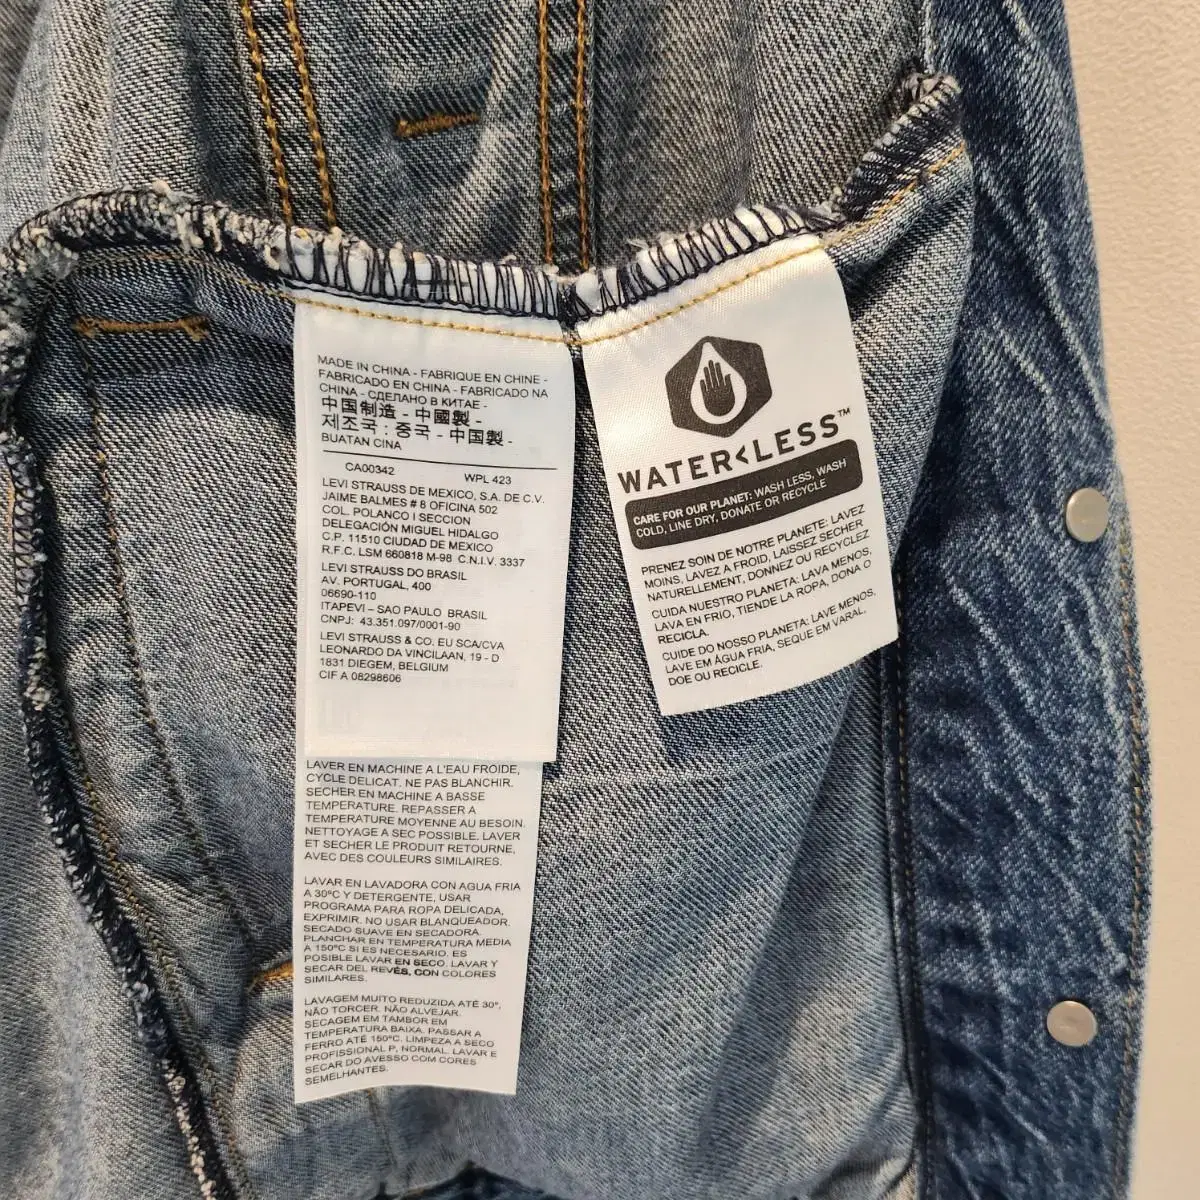 MADE IN CHINA - FABRIQUE EN CHINE -
FABRICADO EN CHINA - FABRICADO NA
CHINA - СДЕЛАНО В КИТАЕ -
中国制造 - 中國製 -
제조국 : 중국 - 中国製 -
BUATAN CINA
CA00342 WPL 423
LEVI STRAUSS DE MEXICO, S.A. DE C.V.
JAIME BALMES # 8 OFICINA 502
COL. POLANCO I SECCION
DELEGACIÓN MIGUEL HIDALGO
C.P. 11510 CIUDAD DE MEXICO
R.F.C. LSM 660818 M-98 C.N.I.V. 3337
LEVI STRAUSS DO BRASIL
AV. PORTUGAL, 400
06690-110
ITAPEVI – SAO PAULO BRASIL
CNPJ: 43.351.097/0001-90
LEVI STRAUSS & CO. EU SCA/CVA
LEONARDO DA VINCILAAN, 19 - D
1831 DIEGEM, BELGIUM
CIF A 08298606
LAVER EN MACHINE A L'EAU FROIDE,
CYCLE DELICAT. NE PAS BLANCHIR.
SECHER EN MACHINE A BASSE
TEMPERATURE. REPASSER A
TEMPERATURE MOYENNE AU BESOIN.
NETTOYAGE A SEC POSSIBLE. LAVER
ET SECHER LE PRODUIT RETOURNE,
AVEC DES COULEURS SIMILAIRES.
LAVAR EN LAVADORA CON AGUA FRIA
A 30ºC Y DETERGENTE, USAR
PROGRAMA PARA ROPA DELICADA,
EXPRIMIR. NO USAR BLANQUEADOR.
SECADO SUAVE EN SECADORA.
PLANCHAR EN TEMPERATURA MEDIA
A 150ºC SI ES NECESARIO. ES
POSIBLE LAVAR EN SECO. LAVAR Y
SECAR DEL REVÉS, CON COLORES
SIMILARES.
LAVAGEM MUITO REDUZIDA ATÉ 30°,
NÃO TORCER. NÃO ALVEJAR.
SECAGEM EM TAMBOR EM
TEMPERATURA BAIXA. PASSAR A
FERRO ATÉ 150ºC. LIMPEZA A SECO
PROFISSIONAL P, NORMAL. LAVAR E
SECAR DO AVESSO COM CORES
SEMELHANTES.
WATER<LESS™
CARE FOR OUR PLANET: WASH LESS, WASH
COLD, LINE DRY, DONATE OR RECYCLE
PRENEZ SOIN DE NOTRE PLANETE: LAVEZ
MOINS, LAVEZ A FROID, LAISSEZ SECHER
NATURELLEMENT, DONNEZ OU RECYCLEZ
CUIDA NUESTRO PLANETA: LAVA MENOS,
LAVA EN FRIO, TIENDE LA ROPA, DONA O
RECICLA.
CUIDE DO NOSSO PLANETA: LAVE MENOS,
LAVE EM ÁGUA FRIA, SEQUE EM VARAL,
DOE OU RECICLE.